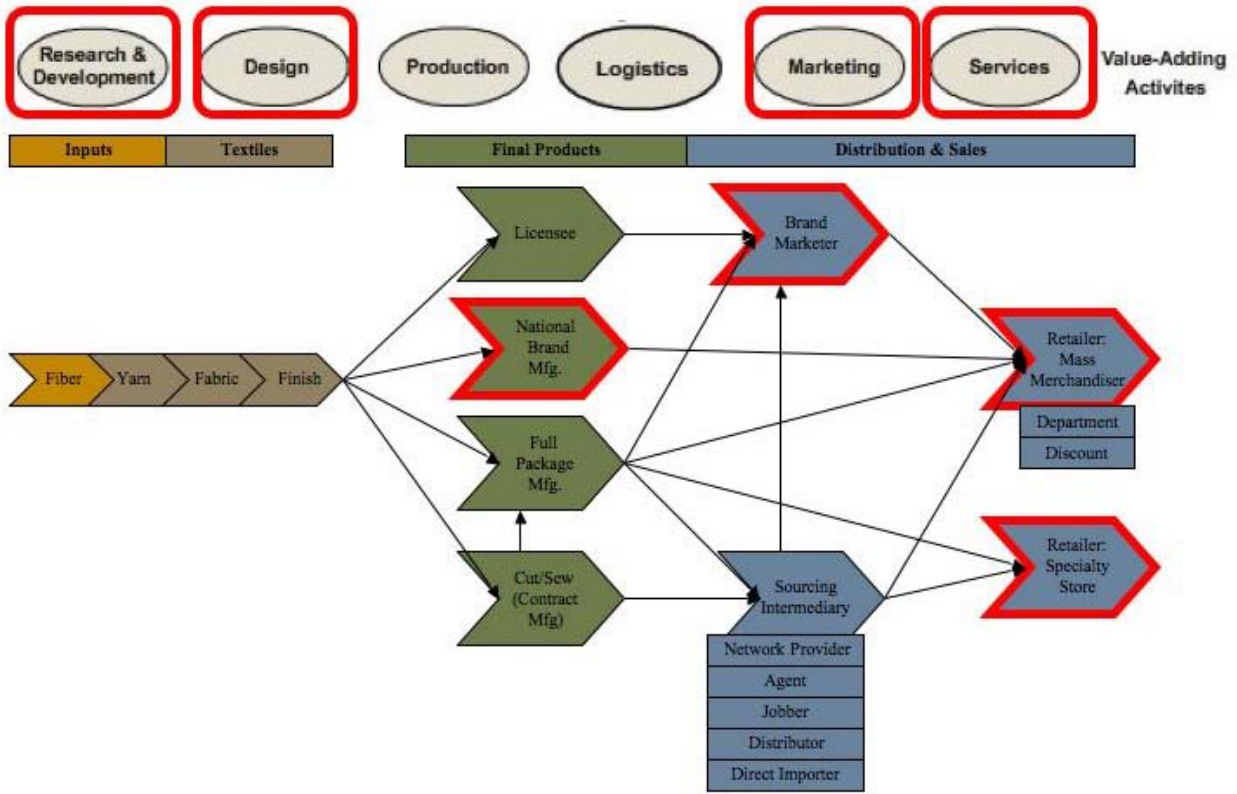 Research &
Development
Design
Production
Logistics
Marketing
Services
Value-Adding
Activites
Inputs
Textiles
Final Products
Distribution & Sales
Licensee
Brand
Marketer
National
Brand
Mfg.
Retailer:
Mass
Merchandiser
Fiber
Yarn
Fabric
Finish
Department
Discount
Full
Package
Mfg.
Retailer:
Specialty
Store
Cut/Sew
(Contract
Mfg)
Sourcing
Intermediary
Network Provider
Agent
Jobber
Distributor
Direct Importer